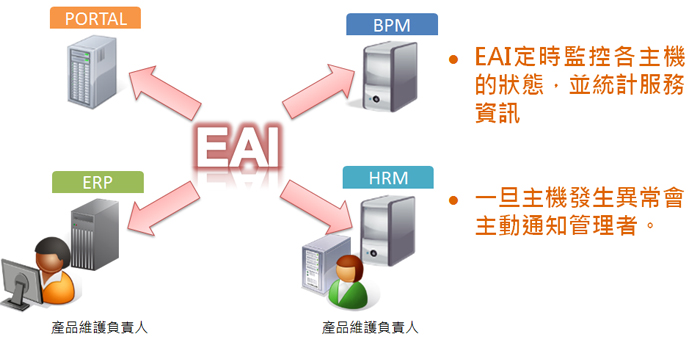 PORTAL
BPM
EAI
ERP
HRM
產品維護負責人
產品維護負責人
• EAI定時監控各主機
的狀態，並統計服務
資訊
• 一旦主機發生異常會
主動通知管理者。